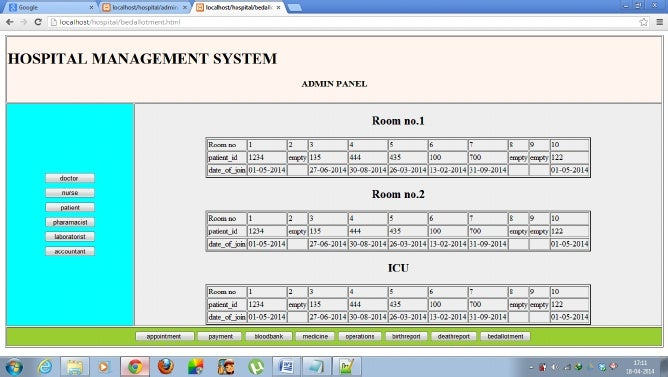 Google
localhost/hospital/admin
localhost/hospital/bedallo
localhost/hospital/bedallotment.html
HOSPITAL MANAGEMENT SYSTEM
ADMIN PANEL
doctor
nurse
patient
pharamacist
laboratorist
accountant
Room no.1
Room no 1 2 3 4 5 6 7 8 9 10
patient_id 1234 empty 135 444 435 100 700 empty empty 122
date_of_join 01-05-2014 27-06-2014 30-08-2014 26-03-2014 13-02-2014 31-09-2014 01-05-2014
Room no.2
Room no 1 2 3 4 5 6 7 8 9 10
patient_id 1234 empty 135 444 435 100 700 empty empty 122
date_of_join 01-05-2014 27-06-2014 30-08-2014 26-03-2014 13-02-2014 31-09-2014 01-05-2014
ICU
Room no 1 2 3 4 5 6 7 8 9 10
patient_id 1234 empty 135 444 435 100 700 empty empty 122
date_of_join 01-05-2014 27-06-2014 30-08-2014 26-03-2014 13-02-2014 31-09-2014 01-05-2014
appointment payment bloodbank medicine operations birthreport deathreport bedallotment
17:11
18-04-2014